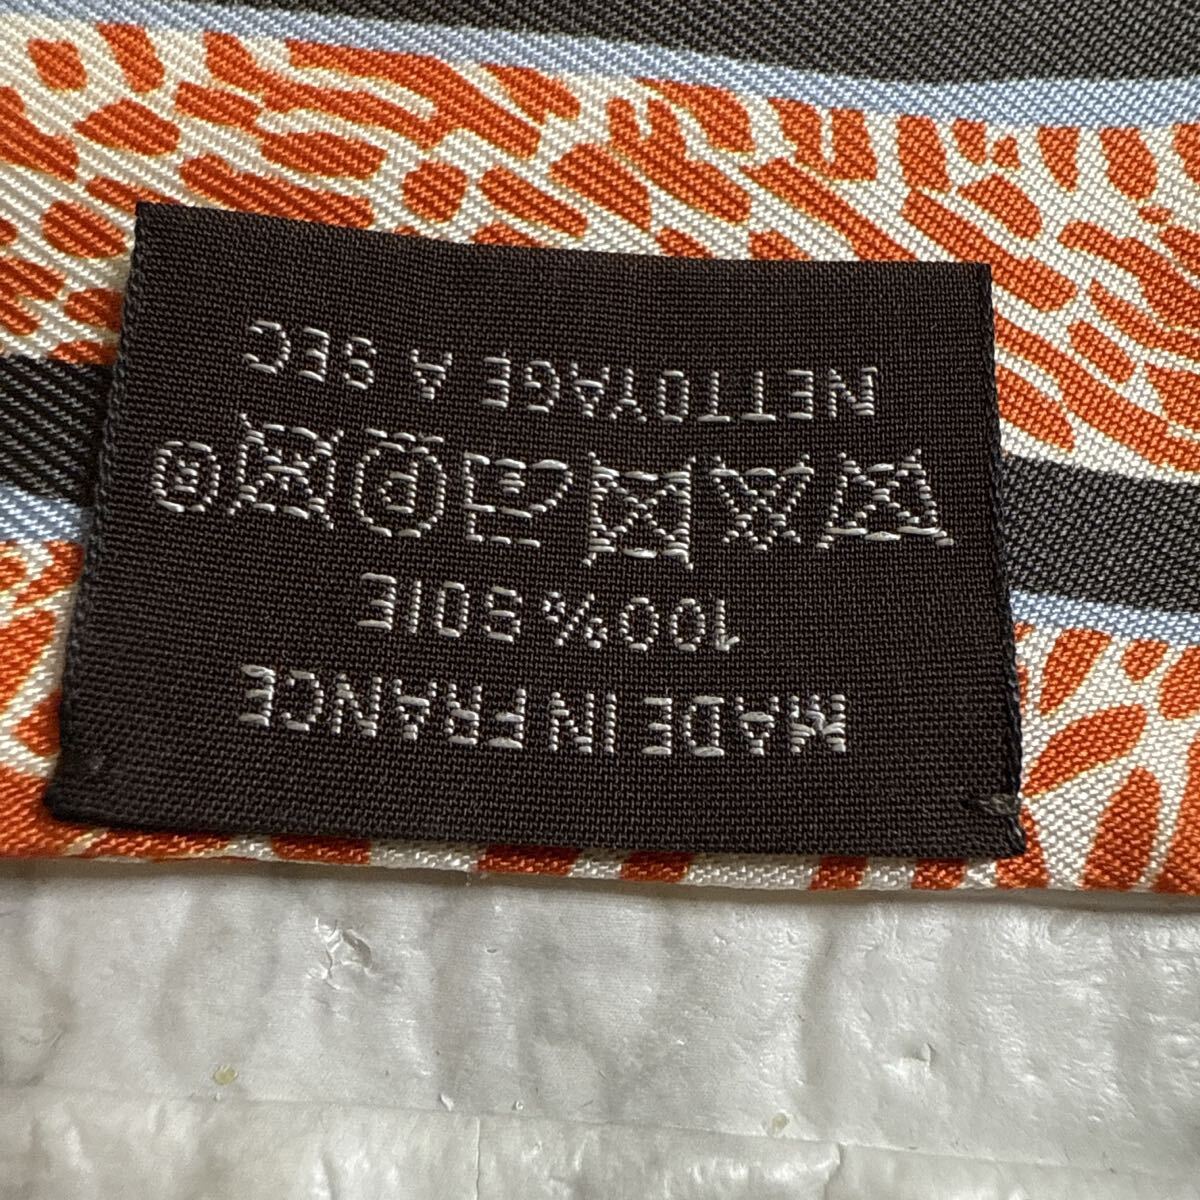 MADE IN FRANCE
100% SOIE
NETTOYAGE A SEC